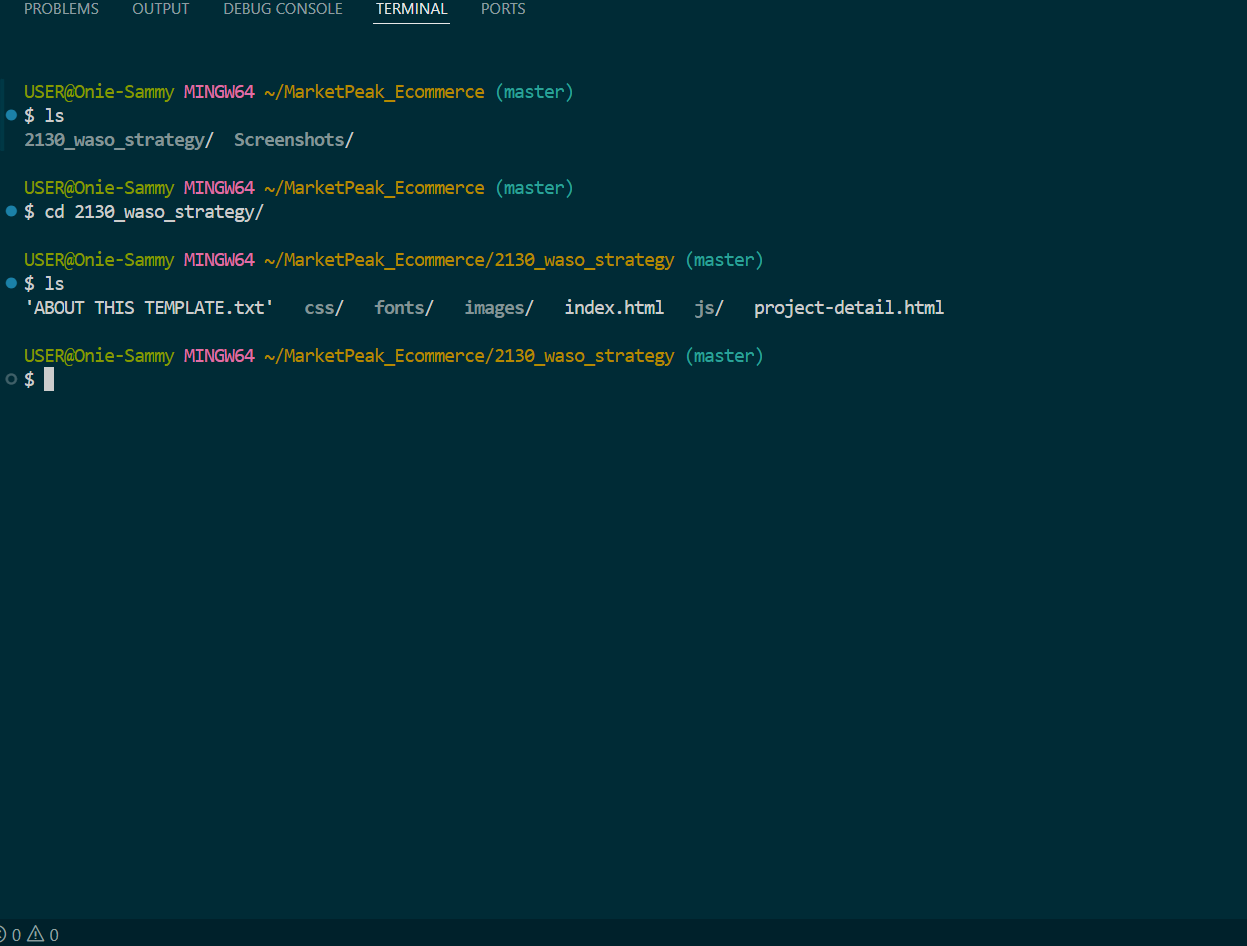 PROBLEMS OUTPUT DEBUG CONSOLE TERMINAL PORTS
USER@Onie-Sammy MINGW64 ~/MarketPeak_Ecommerce (master)
$ ls
2130_waso_strategy/  Screenshots/
USER@Onie-Sammy MINGW64 ~/MarketPeak_Ecommerce (master)
$ cd 2130_waso_strategy/
USER@Onie-Sammy MINGW64 ~/MarketPeak_Ecommerce/2130_waso_strategy (master)
$ ls
'ABOUT THIS TEMPLATE.txt'   css/   fonts/   images/   index.html   js/   project-detail.html
USER@Onie-Sammy MINGW64 ~/MarketPeak_Ecommerce/2130_waso_strategy (master)
$
0 0